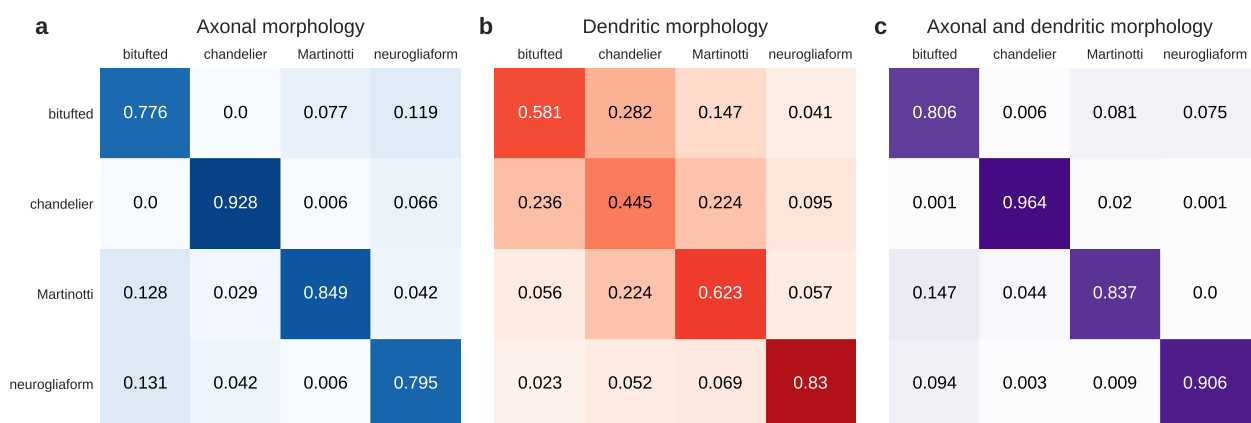 a Axonal morphology b Dendritic morphology c Axonal and dendritic morphology
bitufted chandelier Martinotti neurogliaform bitufted chandelier Martinotti neurogliaform bitufted chandelier Martinotti neurogliaform
bitufted 0.776 0.0 0.077 0.119 0.581 0.282 0.147 0.041 0.806 0.006 0.081 0.075
chandelier 0.0 0.928 0.006 0.066 0.236 0.445 0.224 0.095 0.001 0.964 0.02 0.001
Martinotti 0.128 0.029 0.849 0.042 0.056 0.224 0.623 0.057 0.147 0.044 0.837 0.0
neurogliaform 0.131 0.042 0.006 0.795 0.023 0.052 0.069 0.83 0.094 0.003 0.009 0.906